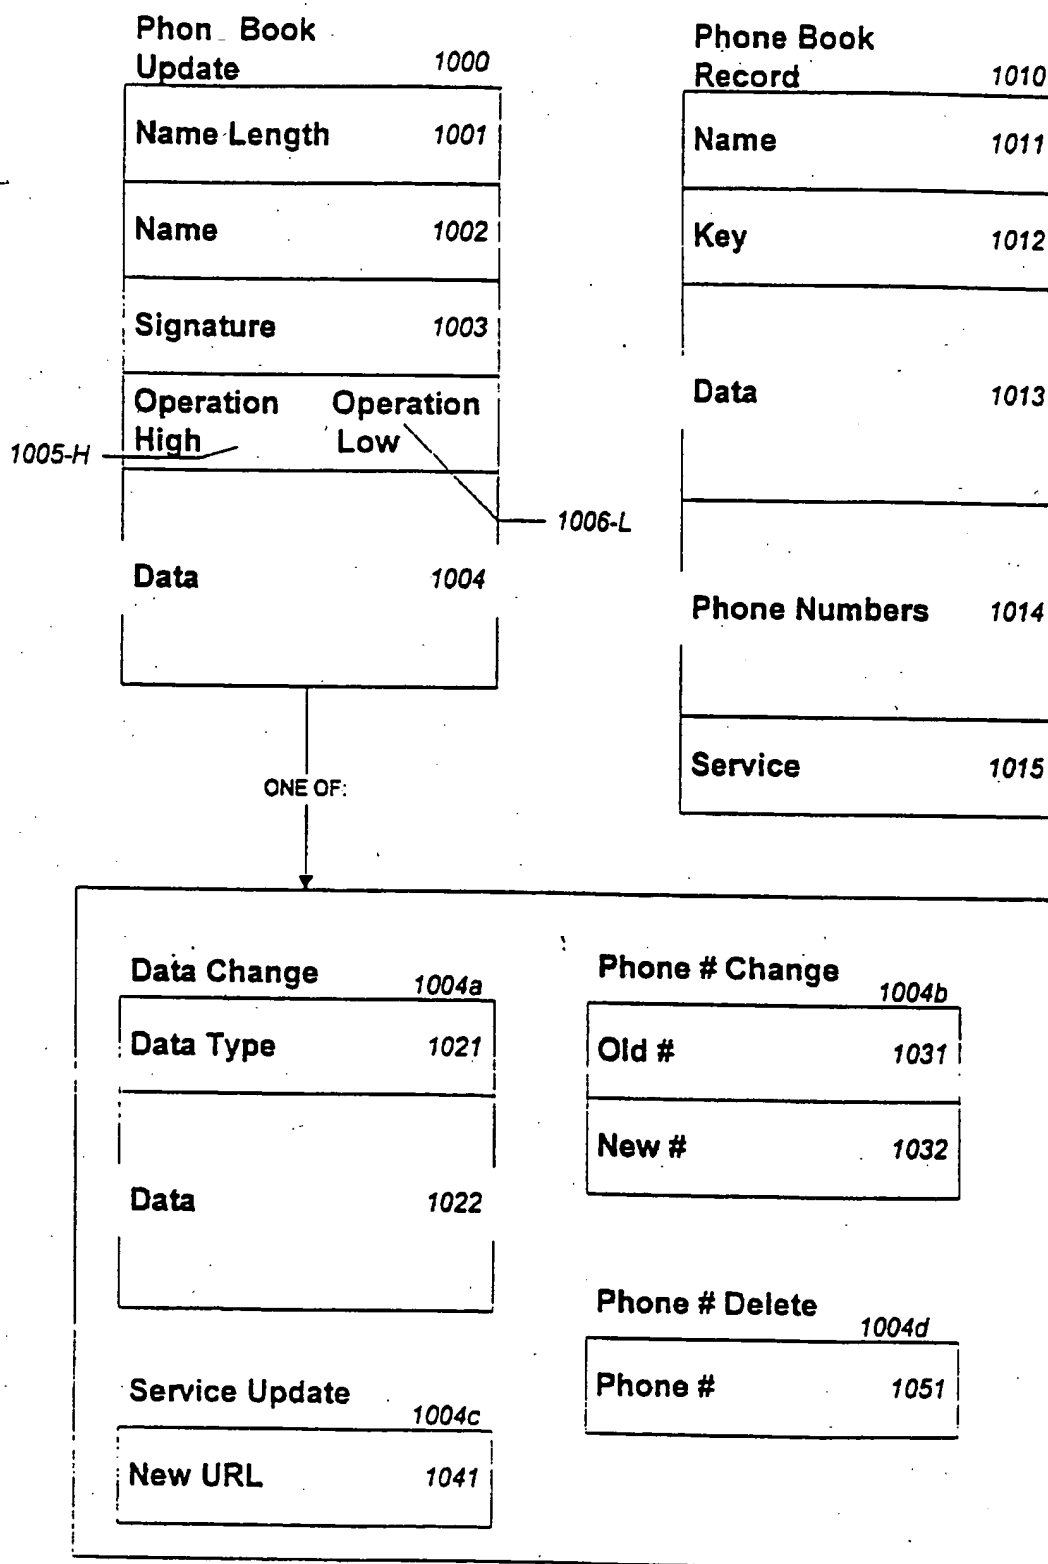 Phon Book
Update 1000
Name Length 1001
Name 1002
Signature 1003
Operation High
Operation Low
1005-H
1006-L
Data 1004
ONE OF:
Phone Book
Record 1010
Name 1011
Key 1012
Data 1013
Phone Numbers 1014
Service 1015
Data Change 1004a
Data Type 1021
Data 1022
Phone # Change 1004b
Old # 1031
New # 1032
Service Update 1004c
New URL 1041
Phone # Delete 1004d
Phone # 1051